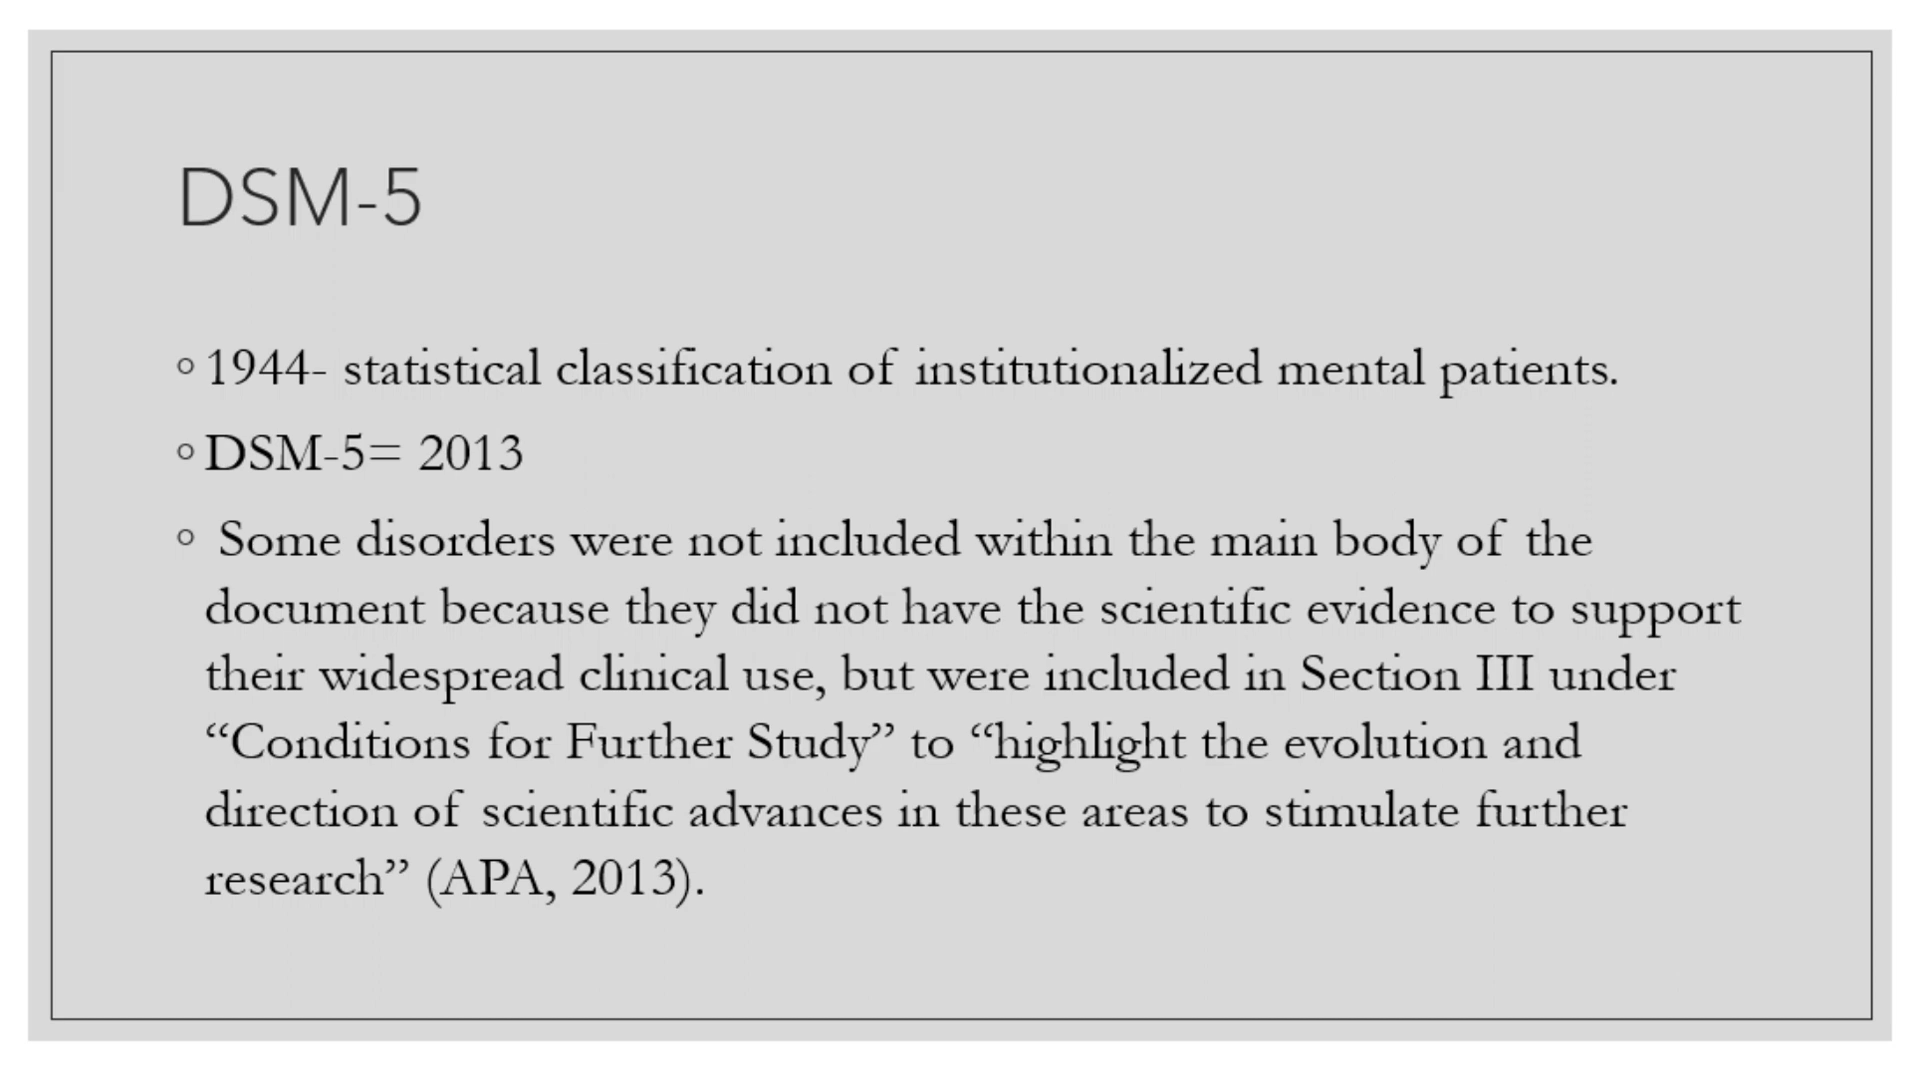 DSM-5
◦ 1944- statistical classification of institutionalized mental patients.
◦ DSM-5= 2013
◦ Some disorders were not included within the main body of the
document because they did not have the scientific evidence to support
their widespread clinical use, but were included in Section III under
“Conditions for Further Study” to “highlight the evolution and
direction of scientific advances in these areas to stimulate further
research” (APA, 2013).